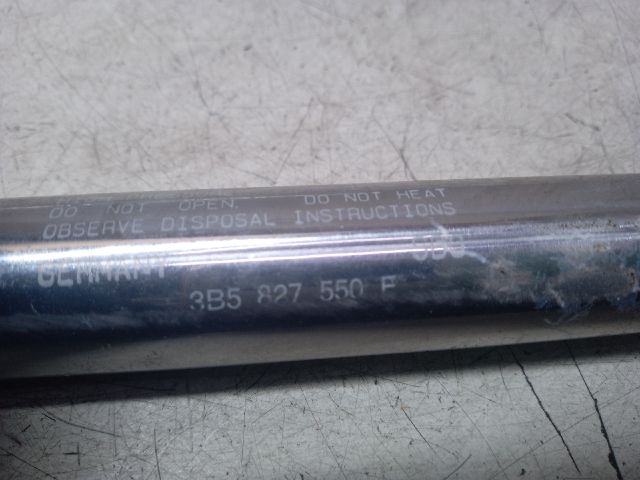 DO NOT OPEN. DO NOT HEAT
OBSERVE DISPOSAL INSTRUCTIONS
GERMANY
3B5 827 550